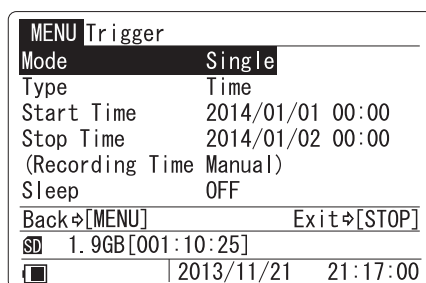 MENU Trigger
Mode Single
Type Time
Start Time 2014/01/01 00:00
Stop Time 2014/01/02 00:00
(Recording Time Manual)
Sleep OFF
Back⇨[MENU] Exit⇨[STOP]
SD 1.9GB[001:10:25]
2013/11/21 21:17:00